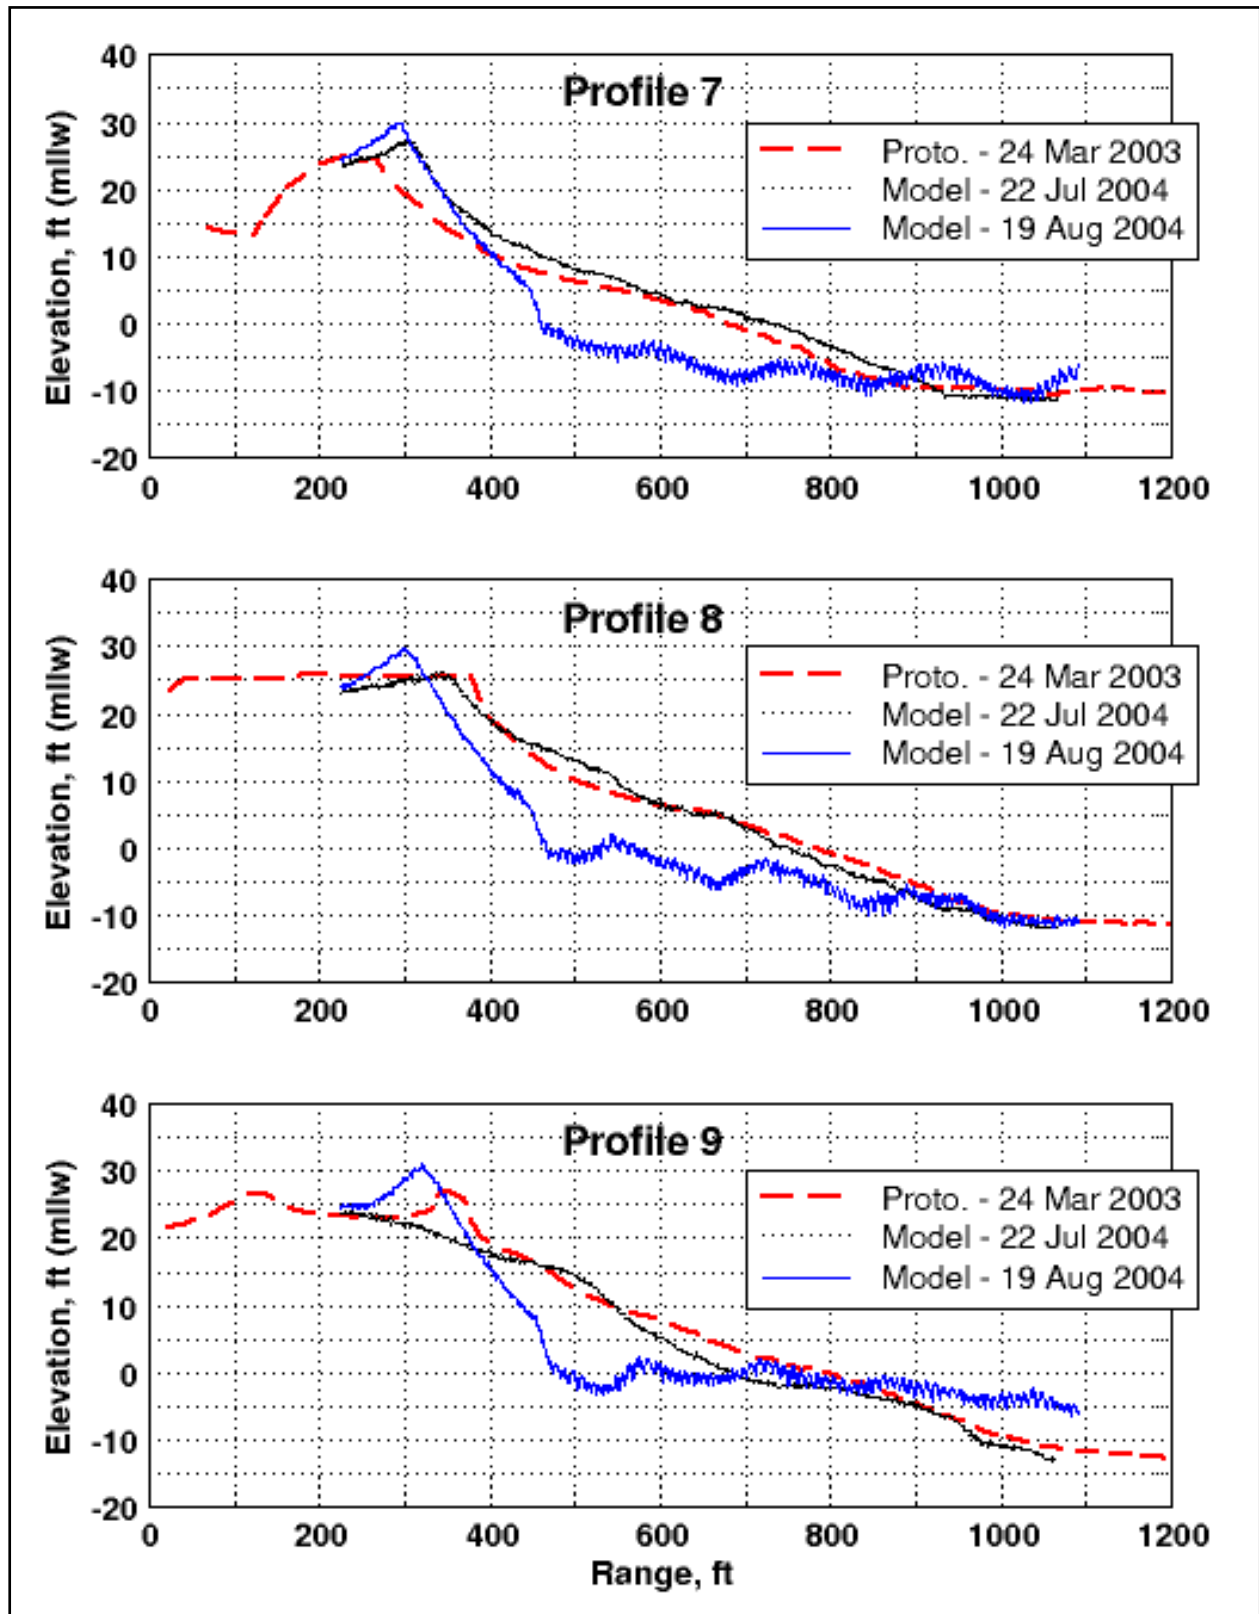 Profile 7
40
30
20
10
0
-10
-20
Elevation, ft (mllw)
Proto. - 24 Mar 2003
Model - 22 Jul 2004
Model - 19 Aug 2004
0 200 400 600 800 1000 1200
Profile 8
40
30
20
10
0
-10
-20
Elevation, ft (mllw)
Proto. - 24 Mar 2003
Model - 22 Jul 2004
Model - 19 Aug 2004
0 200 400 600 800 1000 1200
Profile 9
40
30
20
10
0
-10
-20
Elevation, ft (mllw)
Proto. - 24 Mar 2003
Model - 22 Jul 2004
Model - 19 Aug 2004
0 200 400 600 800 1000 1200
Range, ft